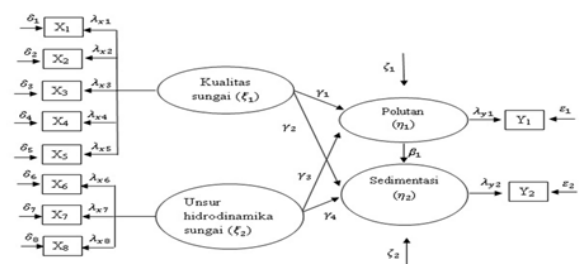 δ₁ X₁ λₓ₁
δ₂ X₂ λₓ₂
δ₃ X₃ λₓ₃
δ₄ X₄ λₓ₄
δ₅ X₅ λₓ₅
δ₆ X₆ λₓ₆
δ₇ X₇ λₓ₇
δ₈ X₈ λₓ₈
Kualitas
sungai (ξ₁)
Unsur
hidrodinamika
sungai (ξ₂)
γ₁
γ₂
γ₃
γ₄
ζ₁
Polutan
(η₁)
β₁
Sedimentasi
(η₂)
ζ₂
λy₁ Y₁ ε₁
λy₂ Y₂ ε₂